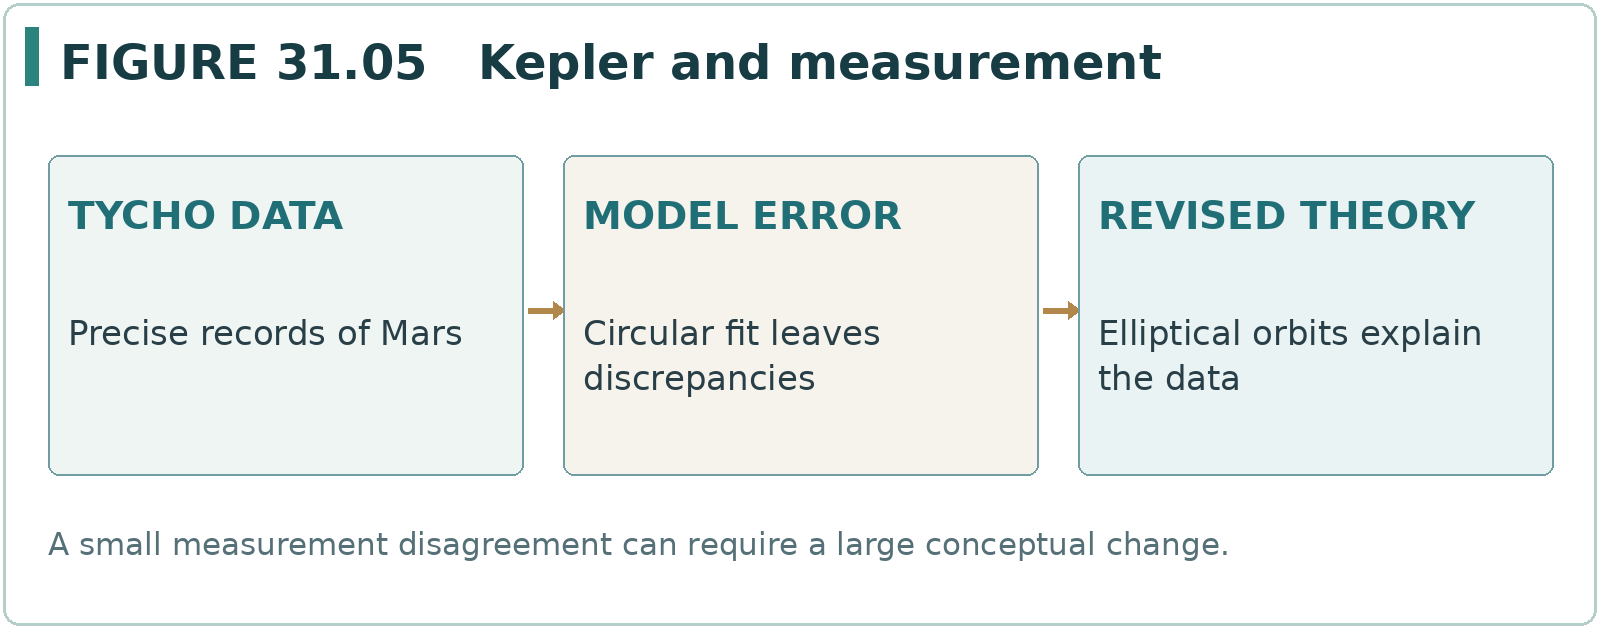 FIGURE 31.05 Kepler and measurement
TYCHO DATA
Precise records of Mars
MODEL ERROR
Circular fit leaves
discrepancies
REVISED THEORY
Elliptical orbits explain
the data
A small measurement disagreement can require a large conceptual change.